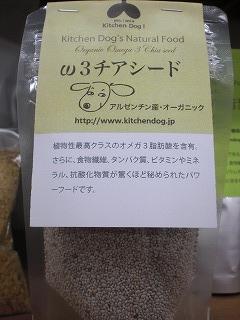 Kitchen Dog!
Kitchen Dog's Natural Food
Organic Omega 3 Chia seed
ω3チアシード
アルゼンチン産・オーガニック
http://www.kitchendog.jp
植物性最高クラスのオメガ3脂肪酸を含有。
さらに、食物繊維、タンパク質、ビタミンやミネ
ラル、抗酸化物質が驚くほど秘められたパワ
ーフードです。